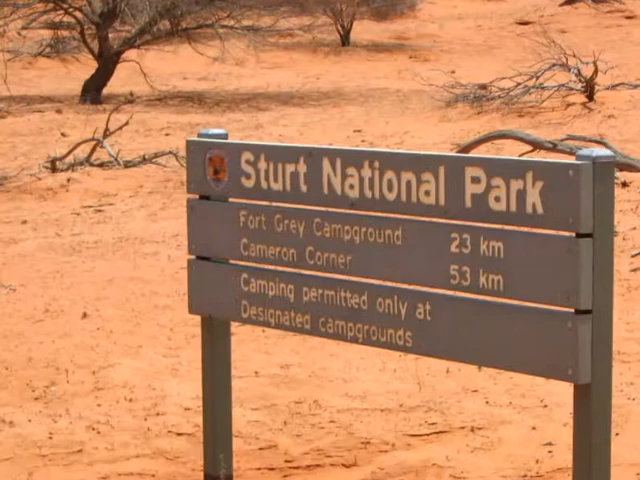 Sturt National Park
Fort Grey Campground 23 km
Cameron Corner 53 km
Camping permitted only at
Designated campgrounds